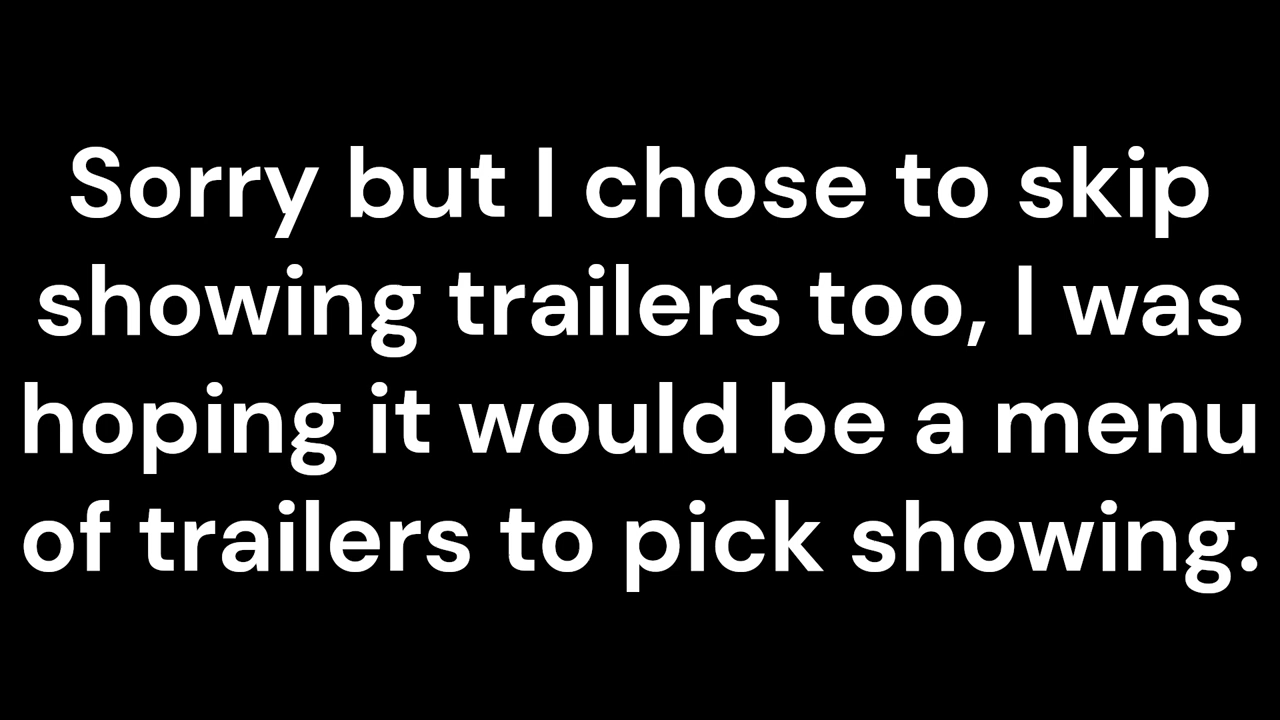 Sorry but I chose to skip
showing trailers too, I was
hoping it would be a menu
of trailers to pick showing.